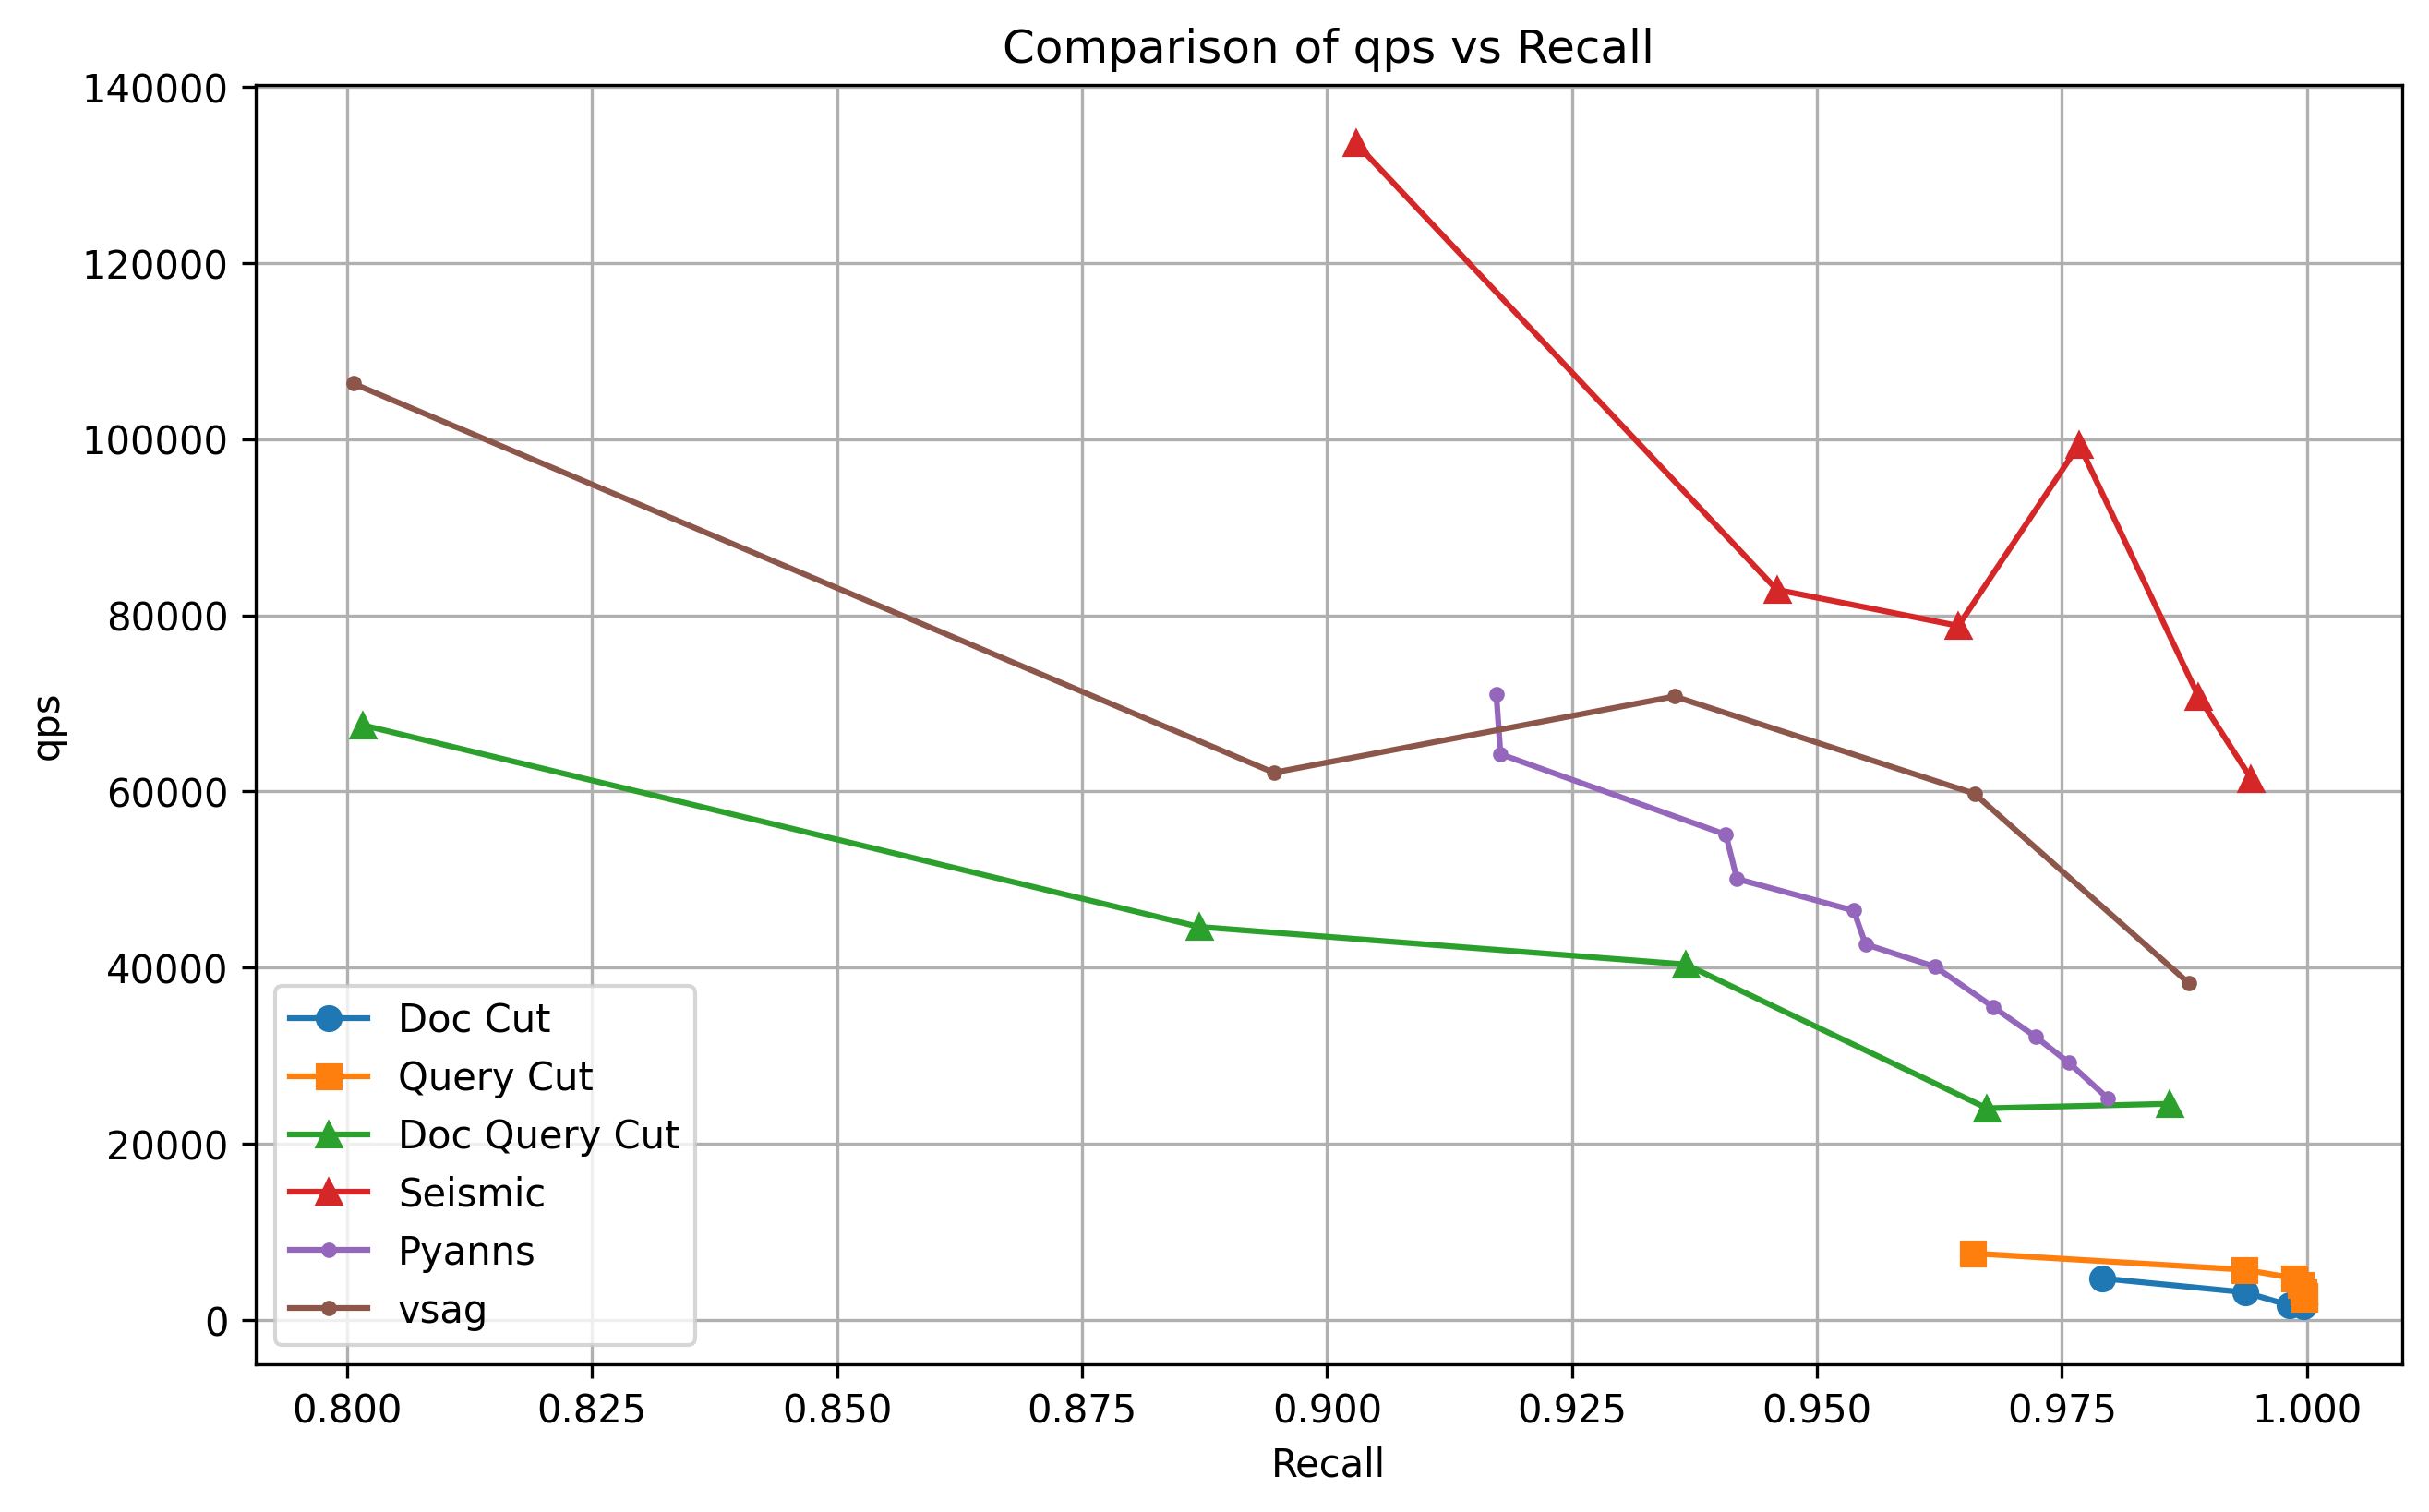 Comparison of qps vs Recall
140000
120000
100000
80000
60000
40000
20000
0
qps
Doc Cut
Query Cut
Doc Query Cut
Seismic
Pyanns
vsag
0.800 0.825 0.850 0.875 0.900 0.925 0.950 0.975 1.000
Recall